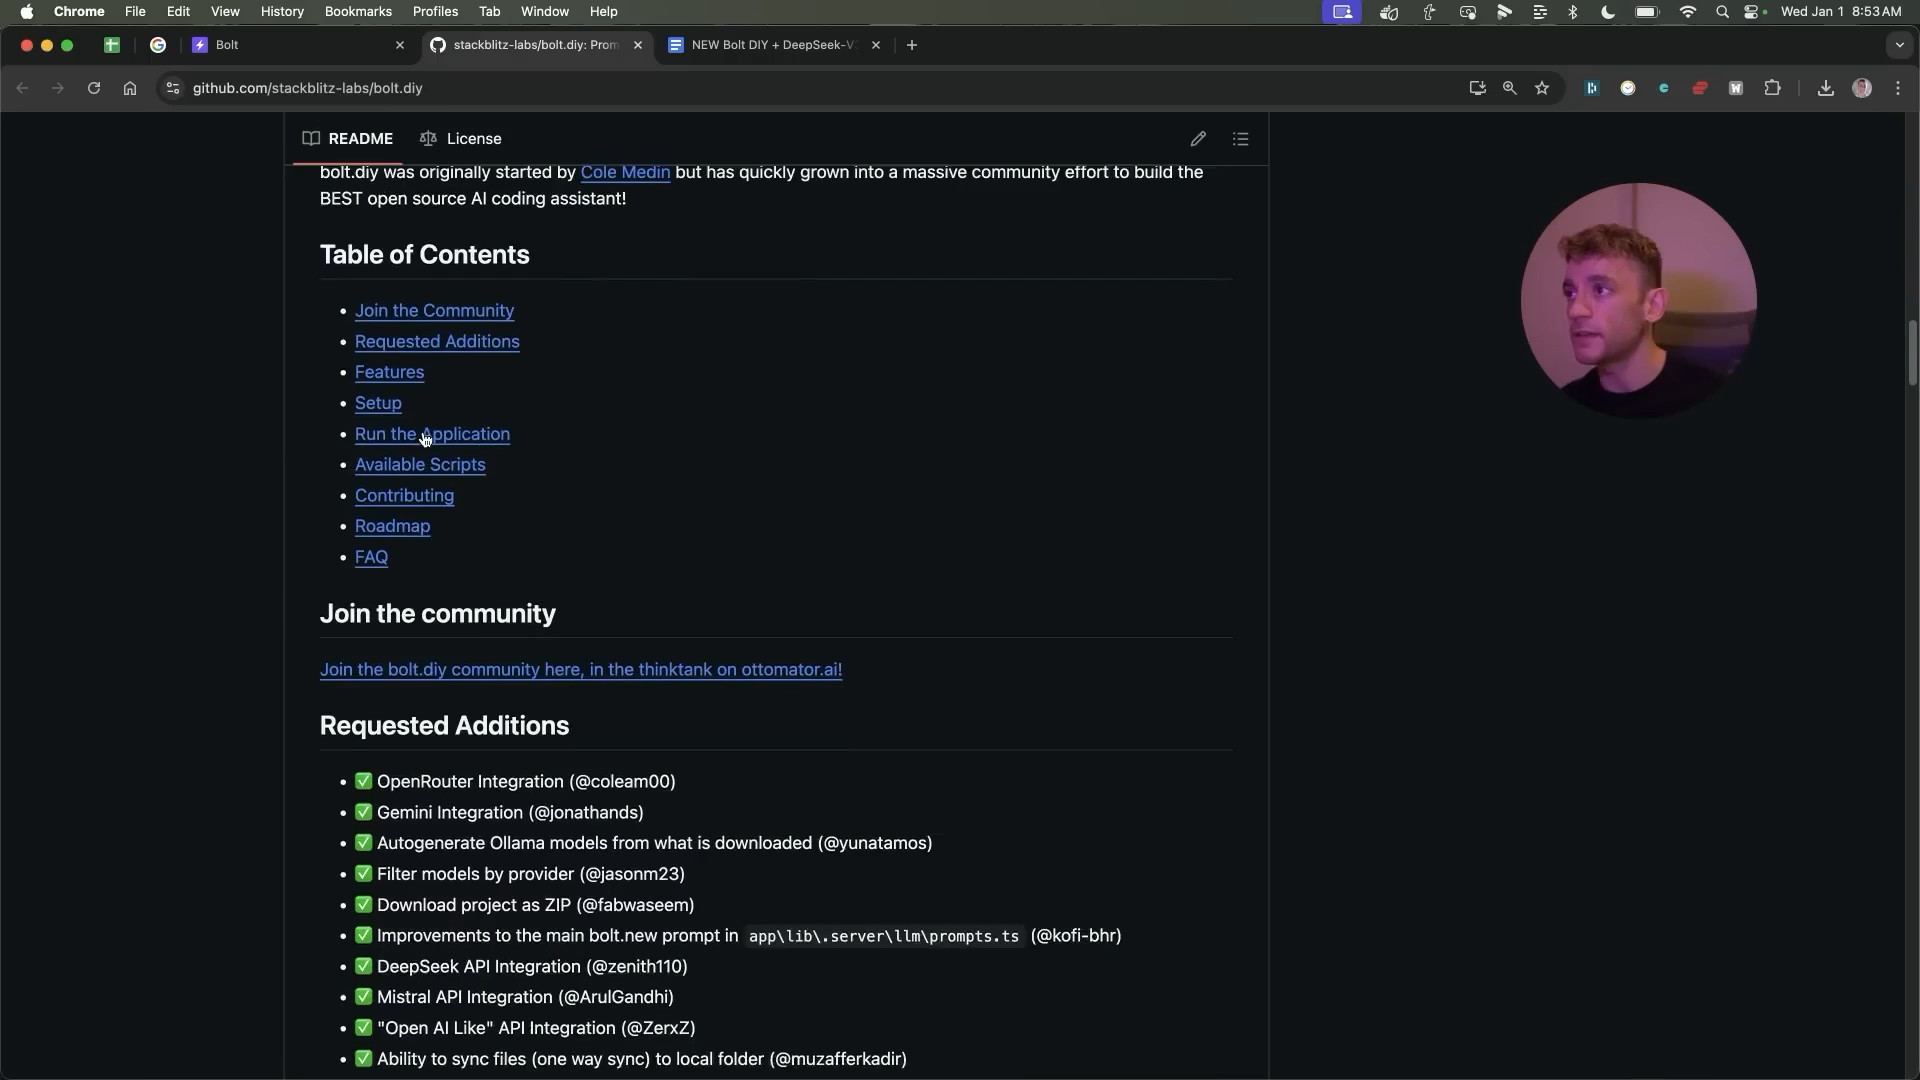 Chrome File Edit View History Bookmarks Profiles Tab Window Help Wed Jan 1 8:53 AM
Bolt stackblitz-labs/bolt.diy: Prom NEW Bolt DIY + DeepSeek-V
github.com/stackblitz-labs/bolt.diy
README License
bolt.diy was originally started by Cole Medin but has quickly grown into a massive community effort to build the
BEST open source AI coding assistant!
Table of Contents
• Join the Community
• Requested Additions
• Features
• Setup
• Run the Application
• Available Scripts
• Contributing
• Roadmap
• FAQ
Join the community
Join the bolt.diy community here, in the thinktank on ottomator.ai!
Requested Additions
• ✅ OpenRouter Integration (@coleam00)
• ✅ Gemini Integration (@jonathands)
• ✅ Autogenerate Ollama models from what is downloaded (@yunatamos)
• ✅ Filter models by provider (@jasonm23)
• ✅ Download project as ZIP (@fabwaseem)
• ✅ Improvements to the main bolt.new prompt in app\lib\.server\llm\prompts.ts (@kofi-bhr)
• ✅ DeepSeek API Integration (@zenith110)
• ✅ Mistral API Integration (@ArulGandhi)
• ✅ "Open AI Like" API Integration (@ZerxZ)
• ✅ Ability to sync files (one way sync) to local folder (@muzafferkadir)